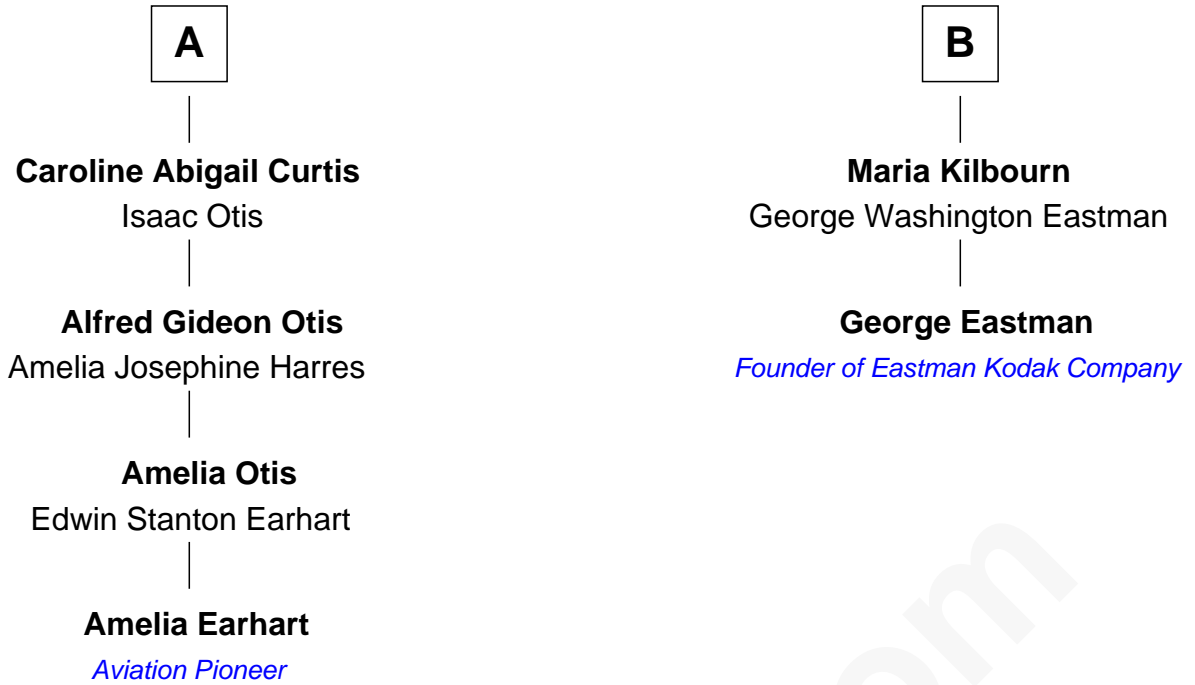 A
Caroline Abigail Curtis
Isaac Otis
Alfred Gideon Otis
Amelia Josephine Harres
Amelia Otis
Edwin Stanton Earhart
Amelia Earhart
Aviation Pioneer
B
Maria Kilbourn
George Washington Eastman
George Eastman
Founder of Eastman Kodak Company
om